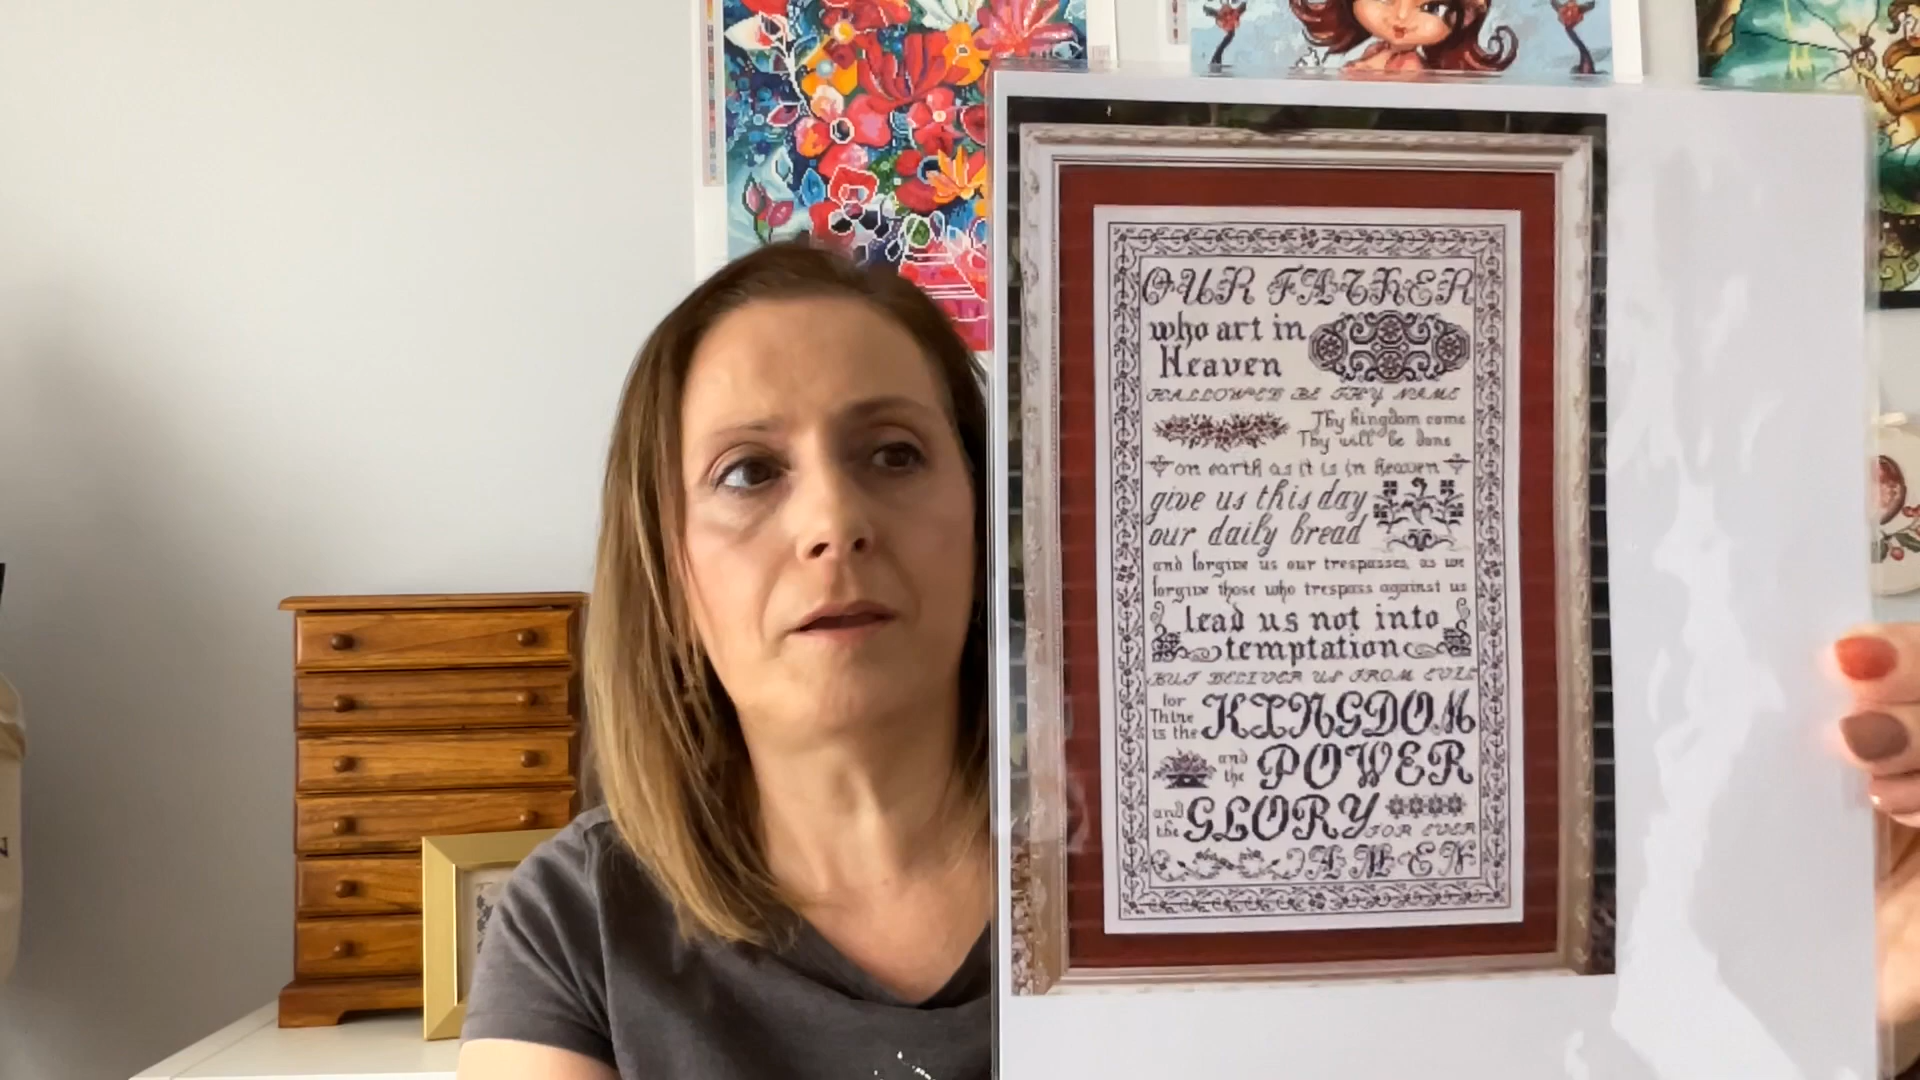 OUR FATHER
who art in
Heaven
HALLOWED BE THY NAME
Thy kingdom come
Thy will be done
on earth as it is in heaven
give us this day
our daily bread
and forgive us our trespasses, as we
forgive those who trespass against us
lead us not into
temptation
BUT DELIVER US FROM EVIL
for
Thine
is the KINGDOM
and
the POWER
and
the GLORY FOR EVER
AMEN